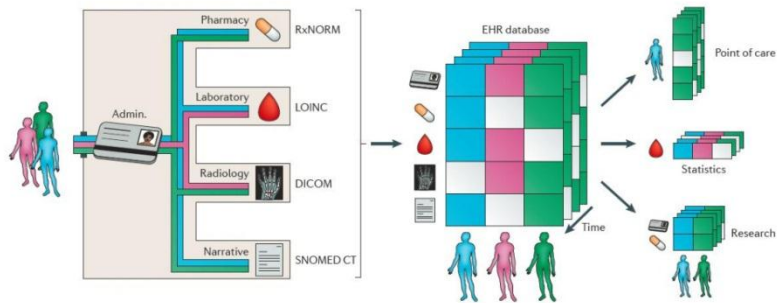 Pharmacy
RxNORM
Admin.
Laboratory
LOINC
Radiology
DICOM
Narrative
SNOMED CT
EHR database
Time
Point of care
Statistics
Research